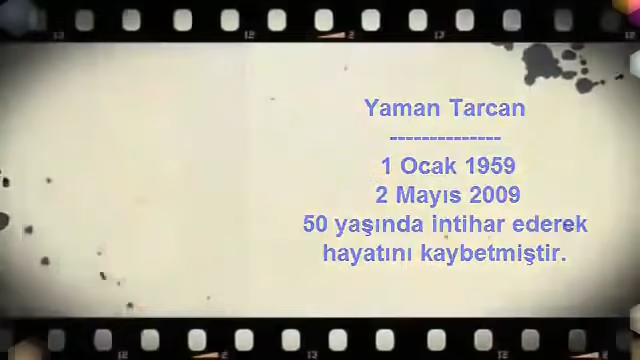 Yaman Tarcan
--------------
1 Ocak 1959
2 Mayıs 2009
50 yaşında intihar ederek
hayatını kaybetmiştir.